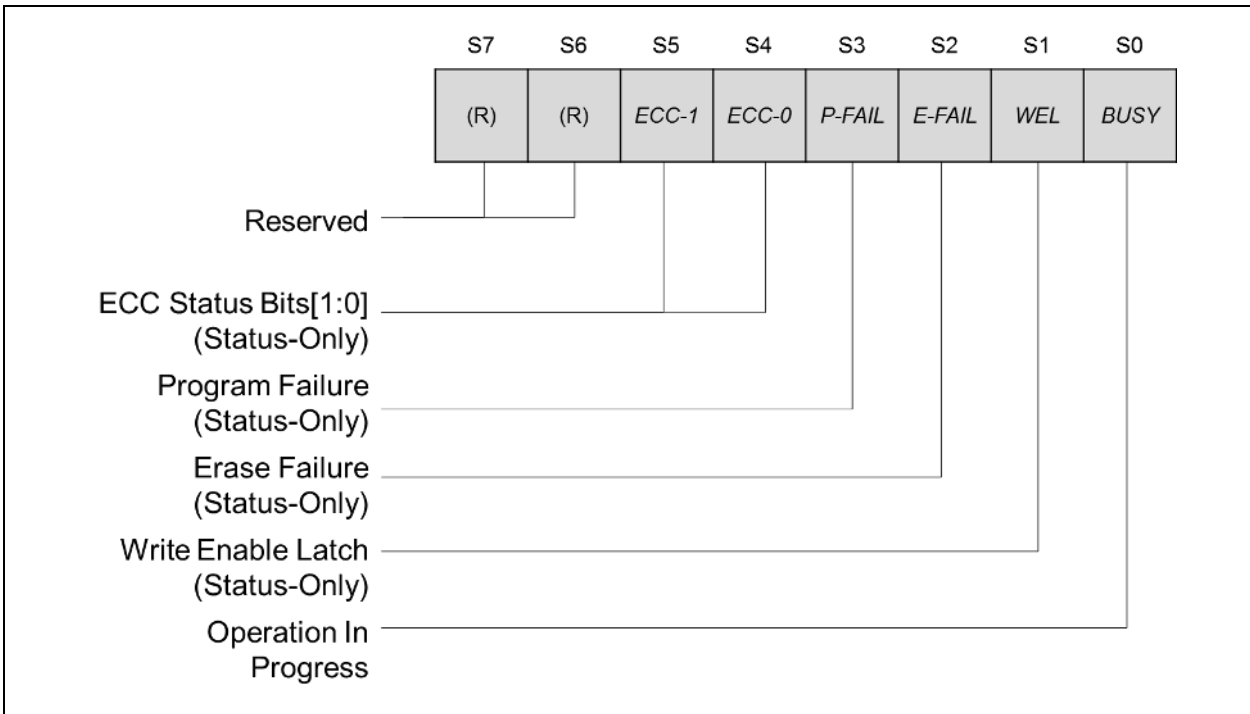 S7 S6 S5 S4 S3 S2 S1 S0
(R) (R) ECC-1 ECC-0 P-FAIL E-FAIL WEL BUSY
Reserved
ECC Status Bits[1:0]
(Status-Only)
Program Failure
(Status-Only)
Erase Failure
(Status-Only)
Write Enable Latch
(Status-Only)
Operation In
Progress